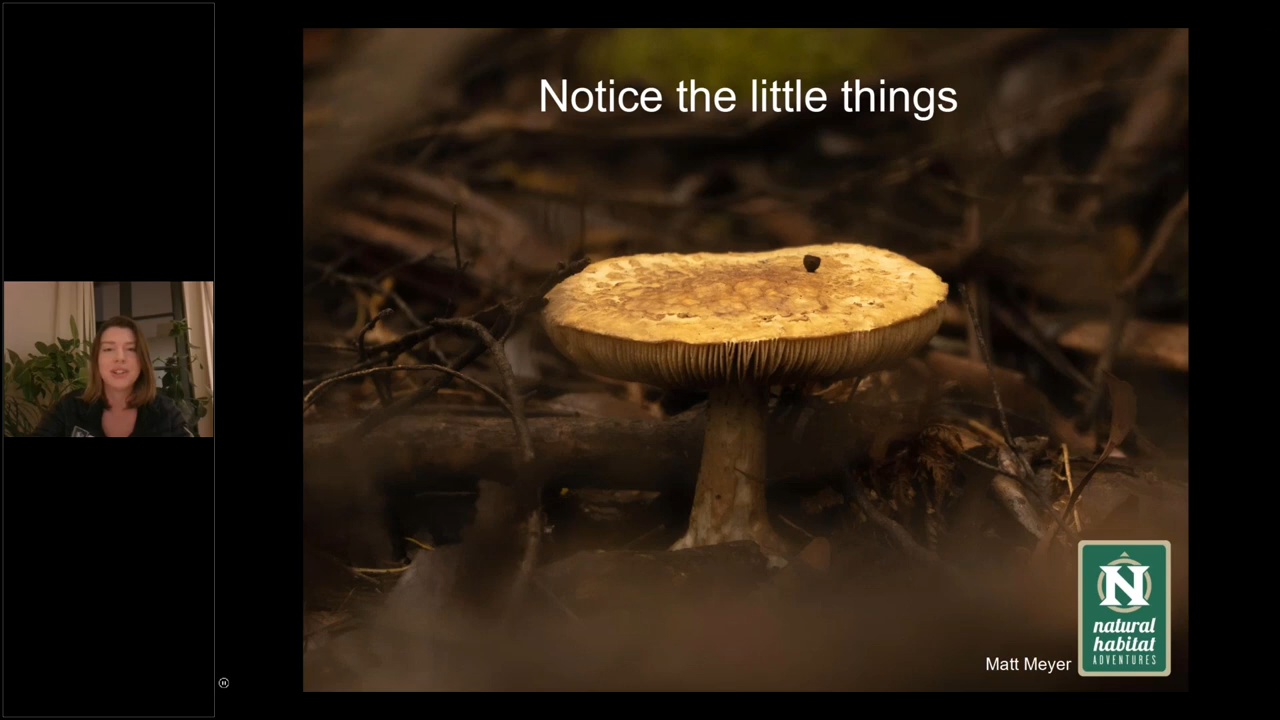 Notice the little things
Matt Meyer
N
natural
habitat
ADVENTURES